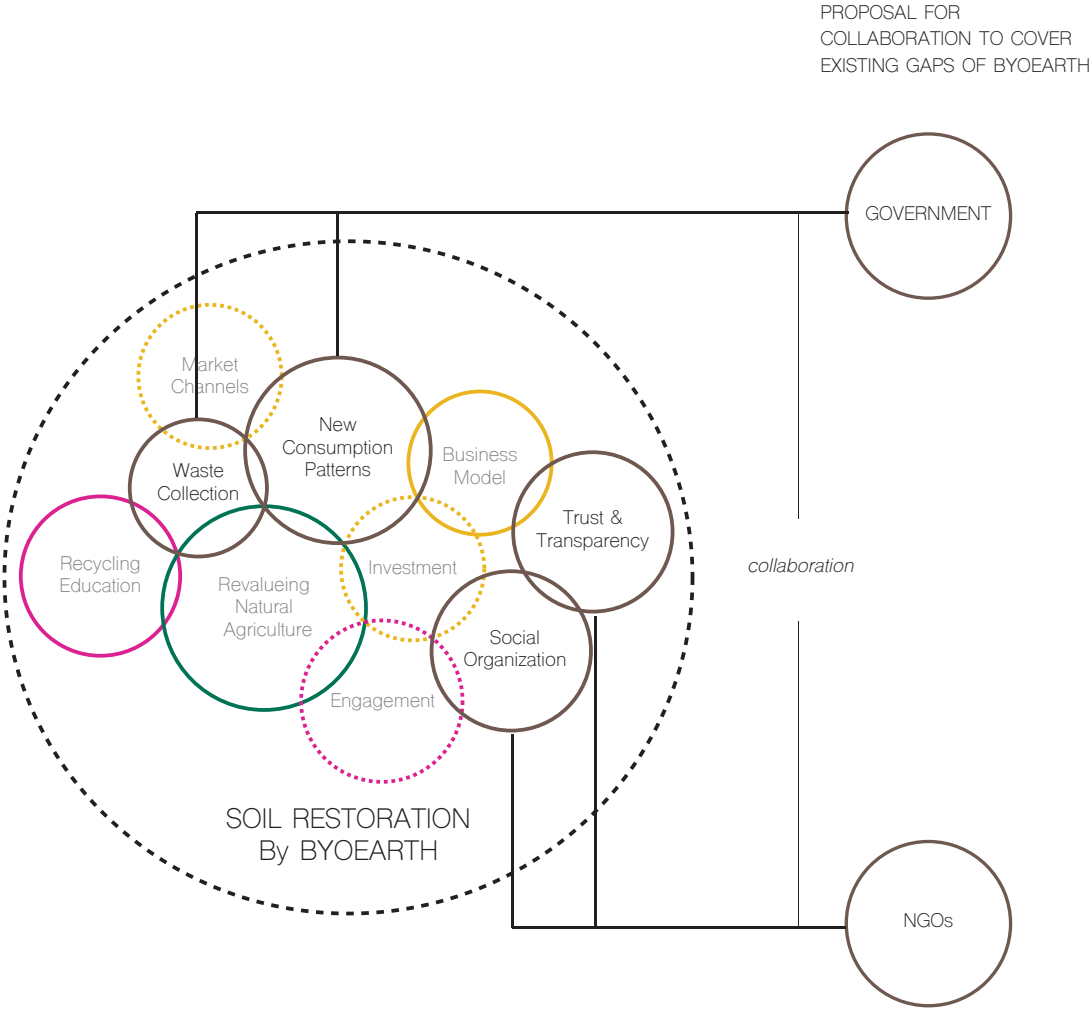 PROPOSAL FOR
COLLABORATION TO COVER
EXISTING GAPS OF BYOEARTH
GOVERNMENT
Market
Channels
New
Consumption
Patterns
Business
Model
Waste
Collection
Trust &
Transparency
Recycling
Education
Revalueing
Natural
Agriculture
Investment
collaboration
Social
Organization
Engagement
SOIL RESTORATION
By BYOEARTH
NGOs